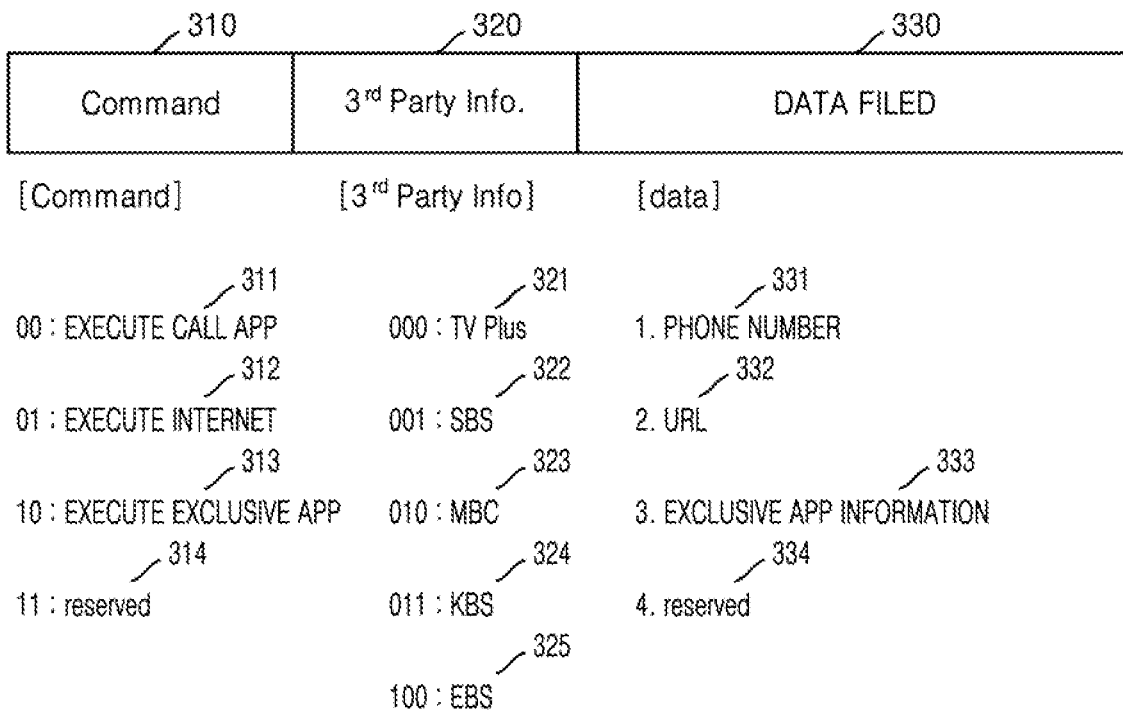 310 320 330
Command 3rd Party Info. DATA FILED
[Command] [3rd Party Info] [data]
311 321 331
00 : EXECUTE CALL APP 000 : TV Plus 1. PHONE NUMBER
312 322 332
01 : EXECUTE INTERNET 001 : SBS 2. URL
313 323 333
10 : EXECUTE EXCLUSIVE APP 010 : MBC 3. EXCLUSIVE APP INFORMATION
314 324 334
11 : reserved 011 : KBS 4. reserved
325
100 : EBS